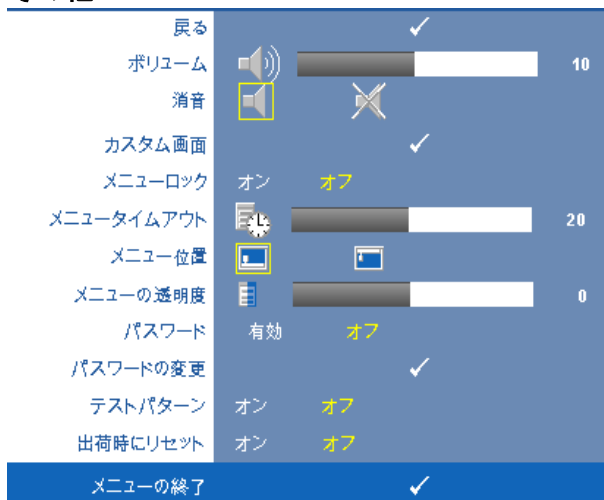 戻る
ボリューム 10
消音
カスタム画面
メニューロック オン オフ
メニュータイムアウト 20
メニュー位置
メニューの透明度 0
パスワード 有効 オフ
パスワードの変更
テストパターン オン オフ
出荷時にリセット オン オフ
メニューの終了